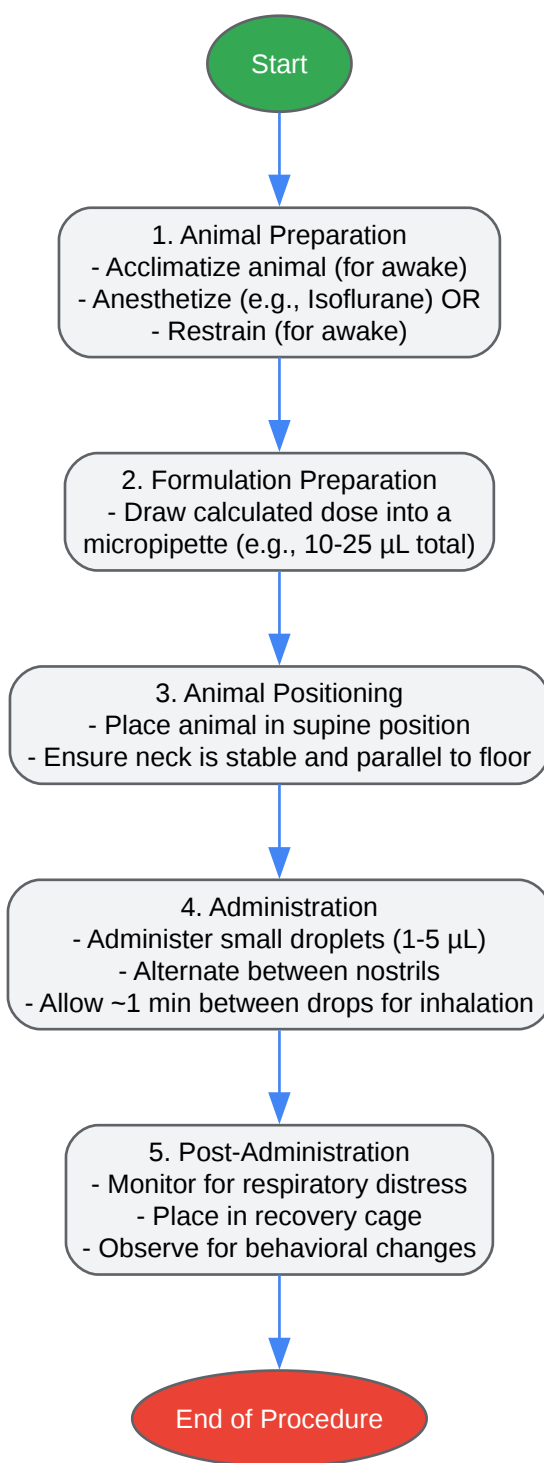 Start
1. Animal Preparation
- Acclimatize animal (for awake)
- Anesthetize (e.g., Isoflurane) OR
- Restrain (for awake)
2. Formulation Preparation
- Draw calculated dose into a
micropipette (e.g., 10-25 µL total)
3. Animal Positioning
- Place animal in supine position
- Ensure neck is stable and parallel to floor
4. Administration
- Administer small droplets (1-5 µL)
- Alternate between nostrils
- Allow ~1 min between drops for inhalation
5. Post-Administration
- Monitor for respiratory distress
- Place in recovery cage
- Observe for behavioral changes
End of Procedure